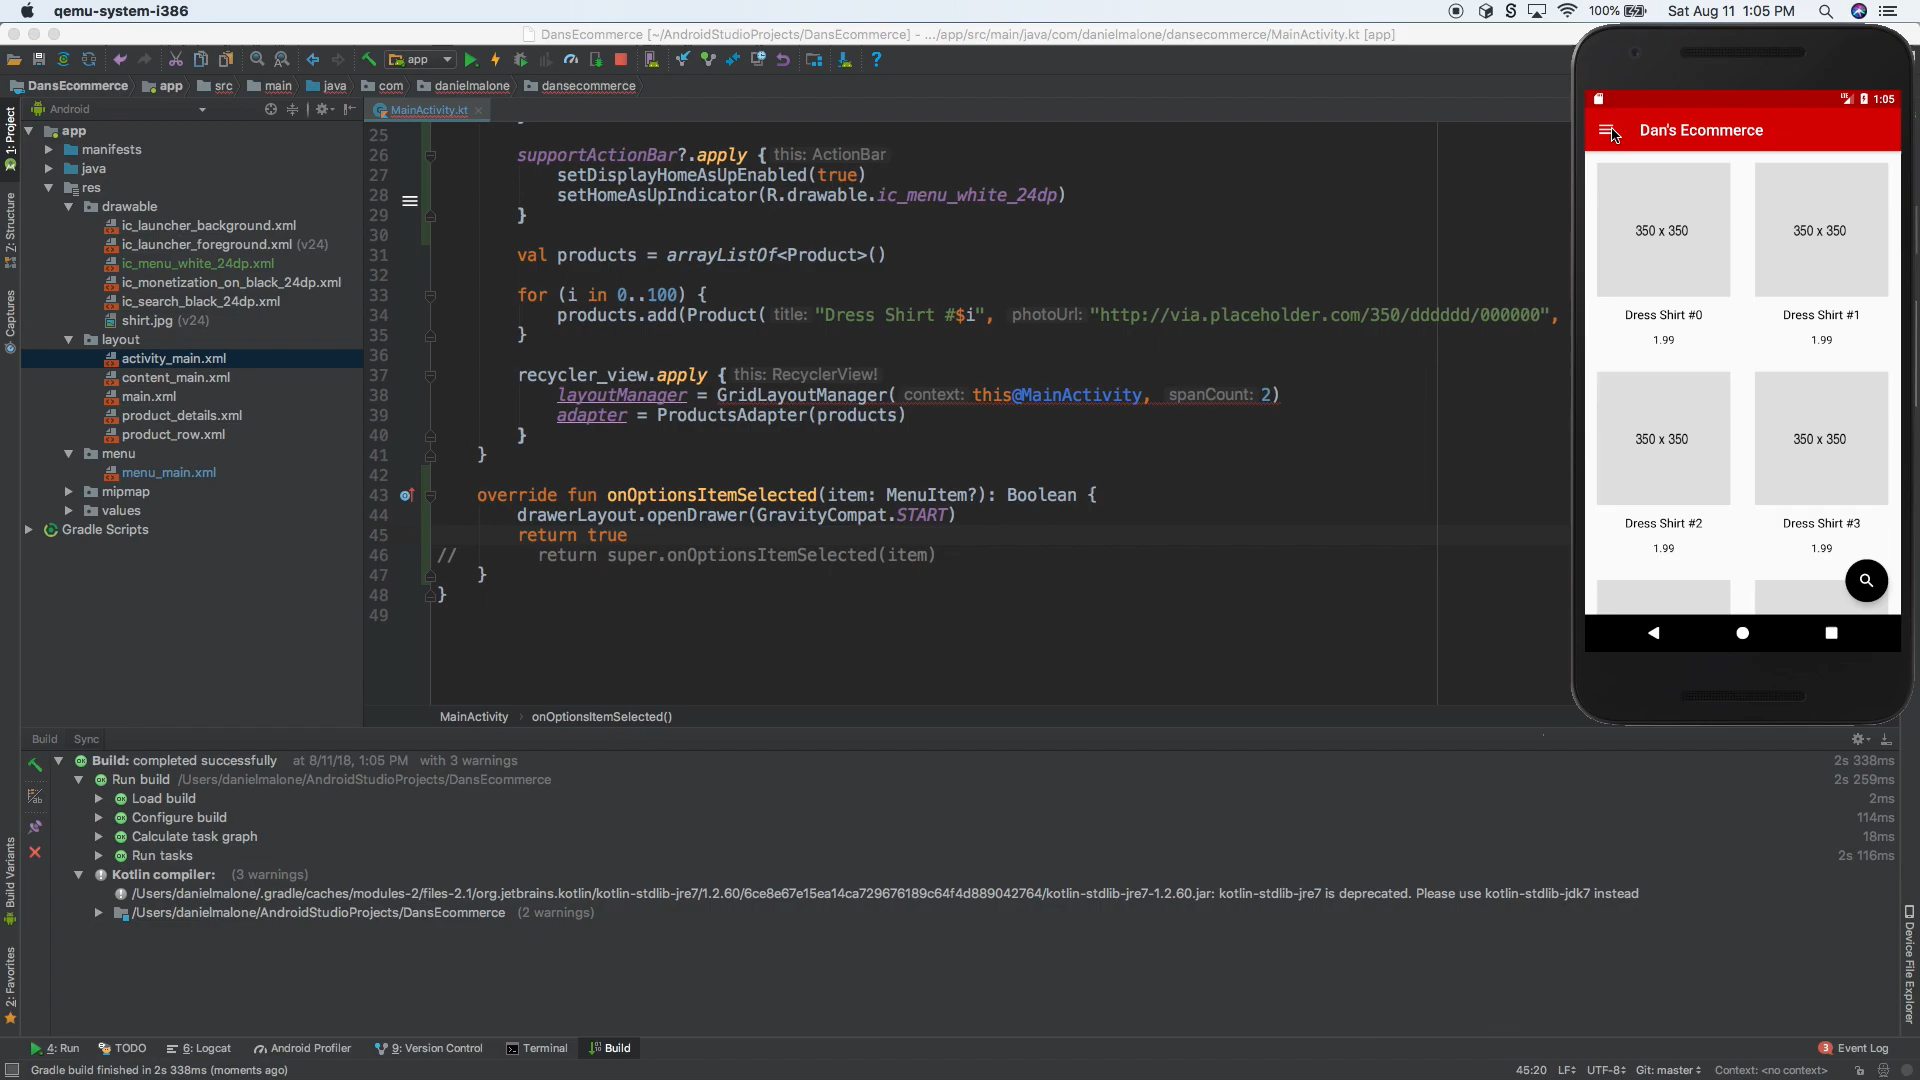 qemu-system-i386
100%
Sat Aug 11 1:05 PM
DansEcommerce [~/AndroidStudioProjects/DansEcommerce] - .../app/src/main/java/com/danielmalone/dansecommerce/MainActivity.kt [app]
app
DansEcommerce
app
src
main
java
com
danielmalone
dansecommerce
Android
MainActivity.kt
1: Project
Z: Structure
Captures
Build Variants
2: Favorites
app
manifests
java
res
drawable
ic_launcher_background.xml
ic_launcher_foreground.xml (v24)
ic_menu_white_24dp.xml
ic_monetization_on_black_24dp.xml
ic_search_black_24dp.xml
shirt.jpg (v24)
layout
activity_main.xml
content_main.xml
main.xml
product_details.xml
product_row.xml
menu
menu_main.xml
mipmap
values
Gradle Scripts
25
26 supportActionBar?.apply { this: ActionBar
27 setDisplayHomeAsUpEnabled(true)
28 setHomeAsUpIndicator(R.drawable.ic_menu_white_24dp)
29 }
30
31 val products = arrayListOf<Product>()
32
33 for (i in 0..100) {
34 products.add(Product( title: "Dress Shirt #$i", photoUrl: "http://via.placeholder.com/350/dddddd/000000",
35 }
36
37 recycler_view.apply { this: RecyclerView!
38 layoutManager = GridLayoutManager( context: this@MainActivity, spanCount: 2)
39 adapter = ProductsAdapter(products)
40 }
41 }
42
43 override fun onOptionsItemSelected(item: MenuItem?): Boolean {
44 drawerLayout.openDrawer(GravityCompat.START)
45 return true
46 // return super.onOptionsItemSelected(item)
47 }
48 }
49
MainActivity › onOptionsItemSelected()
1:05
Dan's Ecommerce
350 x 350
350 x 350
Dress Shirt #0
Dress Shirt #1
1.99
1.99
350 x 350
350 x 350
Dress Shirt #2
Dress Shirt #3
1.99
1.99
Build
Sync
Build: completed successfully at 8/11/18, 1:05 PM with 3 warnings
2s 338ms
Run build /Users/danielmalone/AndroidStudioProjects/DansEcommerce
2s 259ms
Load build
2ms
Configure build
114ms
Calculate task graph
18ms
Run tasks
2s 116ms
Kotlin compiler: (3 warnings)
/Users/danielmalone/.gradle/caches/modules-2/files-2.1/org.jetbrains.kotlin/kotlin-stdlib-jre7/1.2.60/6ce8e67e15ea14ca729676189c64f4d889042764/kotlin-stdlib-jre7-1.2.60.jar: kotlin-stdlib-jre7 is deprecated. Please use kotlin-stdlib-jdk7 instead
/Users/danielmalone/AndroidStudioProjects/DansEcommerce (2 warnings)
Device File Explorer
4: Run
TODO
6: Logcat
Android Profiler
9: Version Control
Terminal
Build
3 Event Log
Gradle build finished in 2s 338ms (moments ago)
45:20
LF
UTF-8
Git: master
Context: <no context>